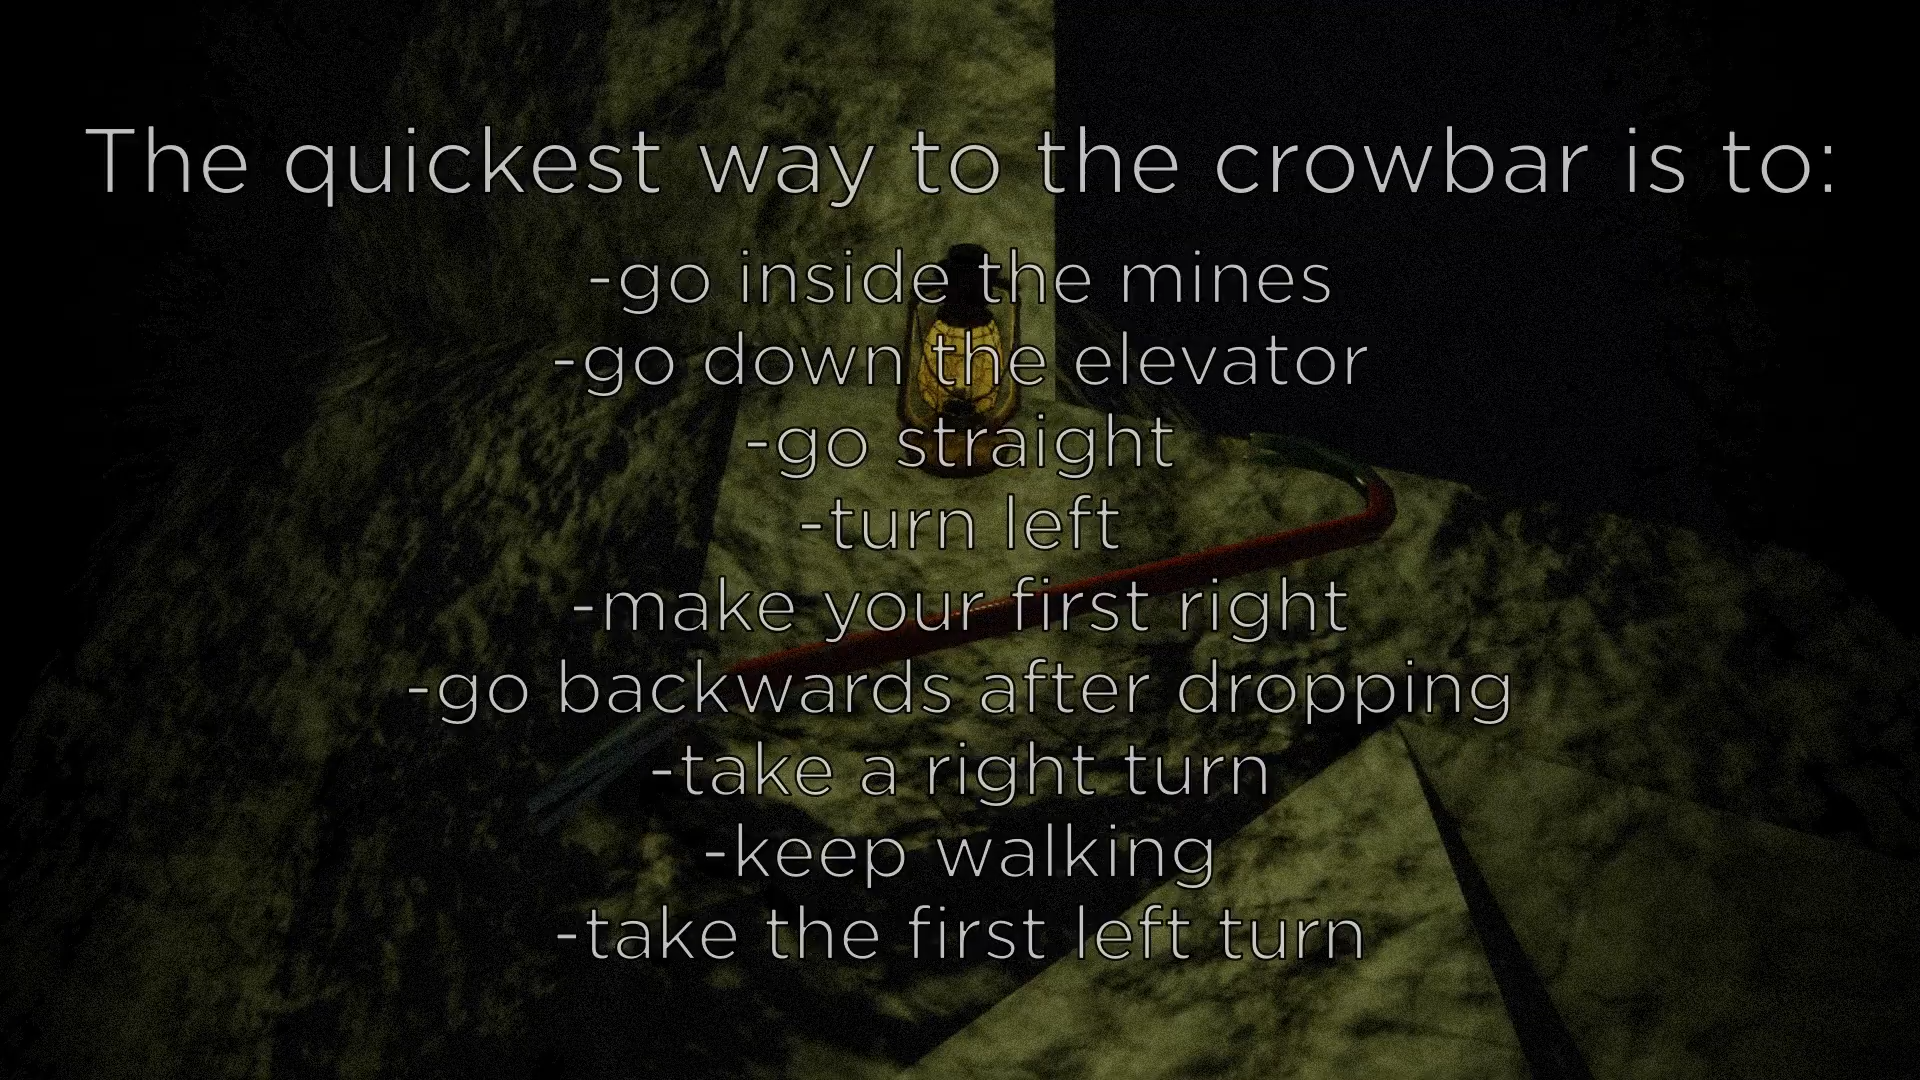 The quickest way to the crowbar is to:
-go inside the mines
-go down the elevator
-go straight
-turn left
-make your first right
-go backwards after dropping
-take a right turn
-keep walking
-take the first left turn